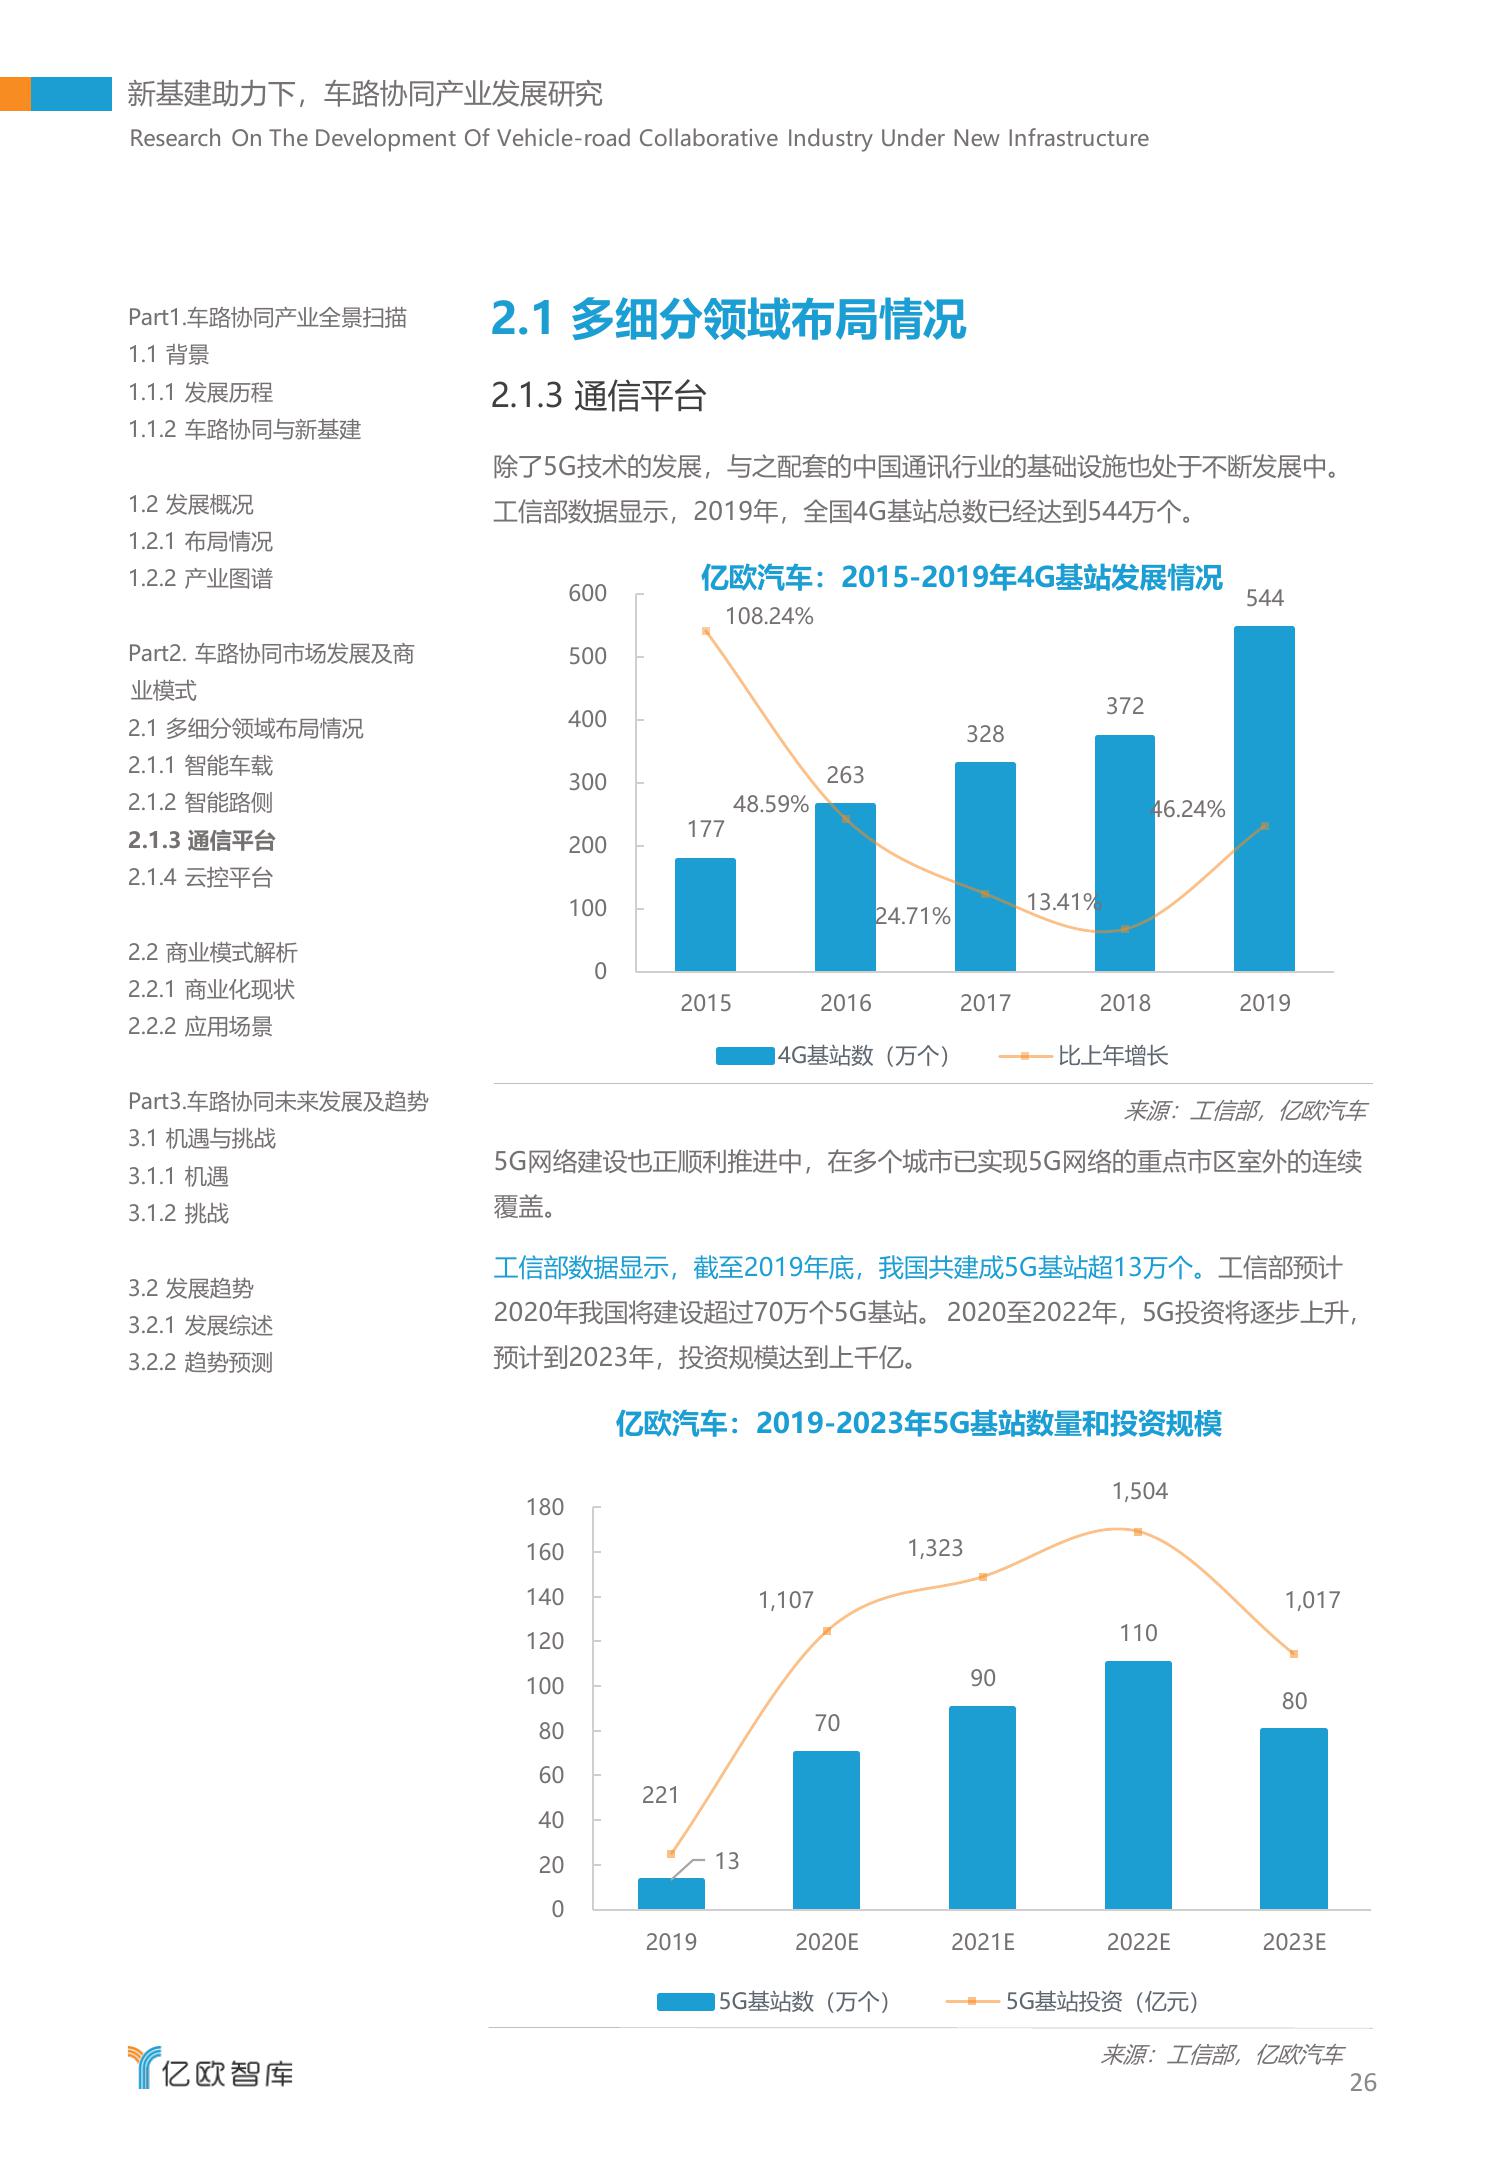 新基建助力下，车路协同产业发展研究
Research On The Development Of Vehicle-road Collaborative Industry Under New Infrastructure
Part1.车路协同产业全景扫描
1.1 背景
1.1.1 发展历程
1.1.2 车路协同与新基建
1.2 发展概况
1.2.1 布局情况
1.2.2 产业图谱
Part2. 车路协同市场发展及商
业模式
2.1 多细分领域布局情况
2.1.1 智能车载
2.1.2 智能路侧
2.1.3 通信平台
2.1.4 云控平台
2.2 商业模式解析
2.2.1 商业化现状
2.2.2 应用场景
Part3.车路协同未来发展及趋势
3.1 机遇与挑战
3.1.1 机遇
3.1.2 挑战
3.2 发展趋势
3.2.1 发展综述
3.2.2 趋势预测
2.1 多细分领域布局情况
2.1.3 通信平台
除了5G技术的发展，与之配套的中国通讯行业的基础设施也处于不断发展中。
工信部数据显示，2019年，全国4G基站总数已经达到544万个。
亿欧汽车：2015-2019年4G基站发展情况
600
500
400
300
200
100
0
108.24%
48.59%
24.71%
13.41%
46.24%
177
263
328
372
544
2015
2016
2017
2018
2019
4G基站数（万个）
比上年增长
来源：工信部，亿欧汽车
5G网络建设也正顺利推进中，在多个城市已实现5G网络的重点市区室外的连续
覆盖。
工信部数据显示，截至2019年底，我国共建成5G基站超13万个。工信部预计
2020年我国将建设超过70万个5G基站。 2020至2022年，5G投资将逐步上升，
预计到2023年，投资规模达到上千亿。
亿欧汽车：2019-2023年5G基站数量和投资规模
180
160
140
120
100
80
60
40
20
0
221
1,107
1,323
1,504
1,017
13
70
90
110
80
2019
2020E
2021E
2022E
2023E
5G基站数（万个）
5G基站投资（亿元）
来源：工信部，亿欧汽车
亿欧智库
26